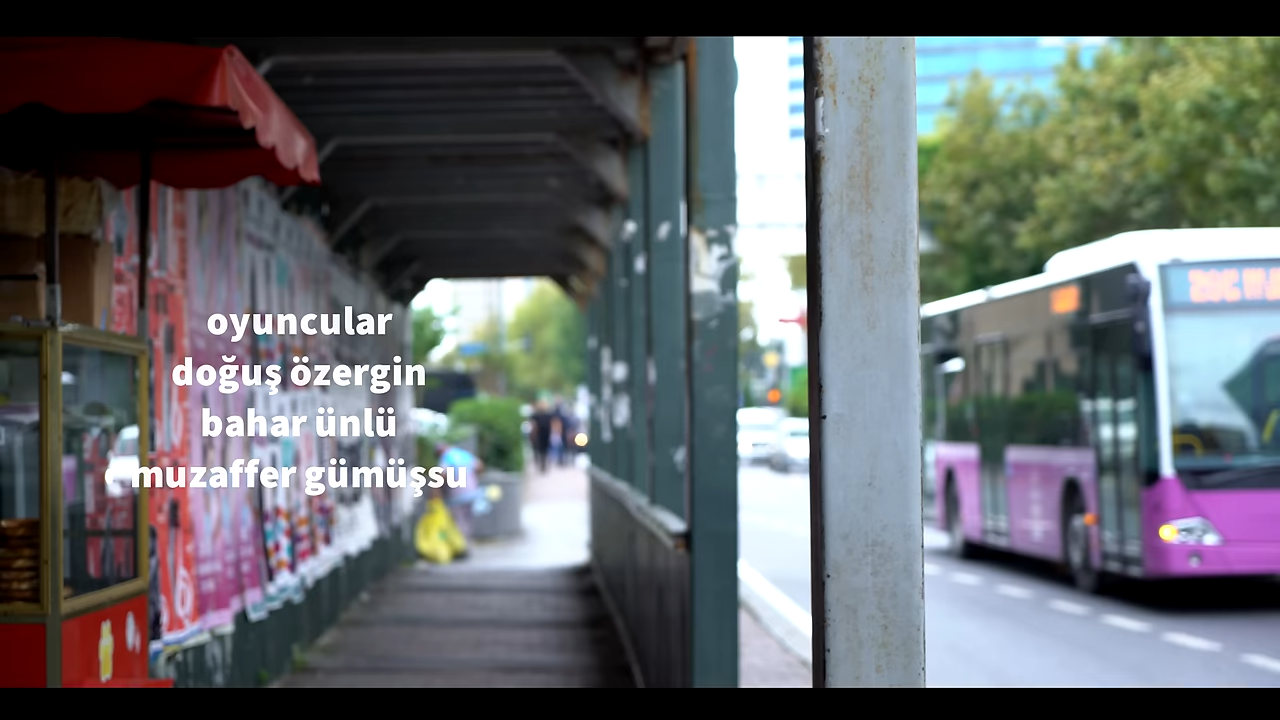 oyuncular
doğuş özergin
bahar ünlü
muzaffer gümüşsu